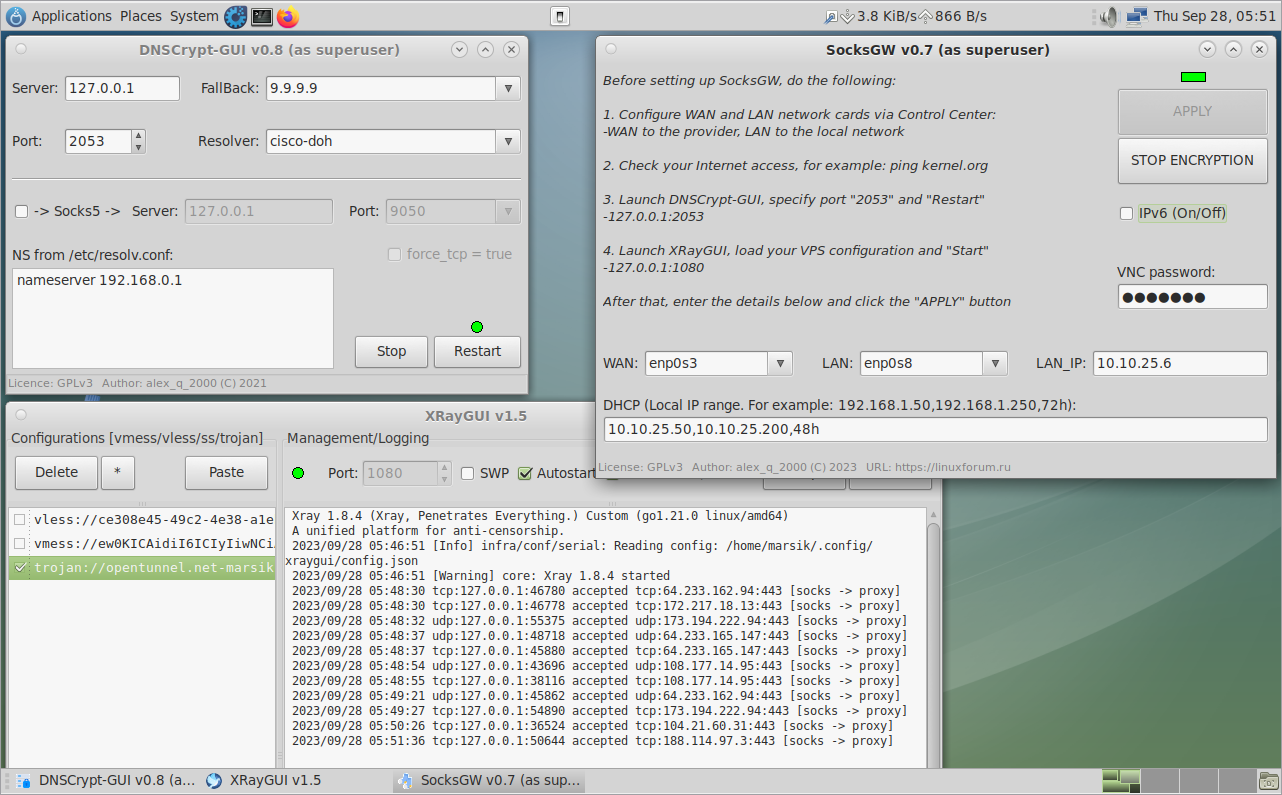 Applications Places System 3.8 KiB/s 866 B/s Thu Sep 28, 05:51
DNSCrypt-GUI v0.8 (as superuser)
Server: 127.0.0.1 FallBack: 9.9.9.9
Port: 2053 Resolver: cisco-doh
-> Socks5 -> Server: 127.0.0.1 Port: 9050
NS from /etc/resolv.conf: force_tcp = true
nameserver 192.168.0.1
Stop Restart
Licence: GPLv3 Author: alex_q_2000 (C) 2021
SocksGW v0.7 (as superuser)
Before setting up SocksGW, do the following:
1. Configure WAN and LAN network cards via Control Center:
-WAN to the provider, LAN to the local network
2. Check your Internet access, for example: ping kernel.org
3. Launch DNSCrypt-GUI, specify port "2053" and "Restart"
-127.0.0.1:2053
4. Launch XRayGUI, load your VPS configuration and "Start"
-127.0.0.1:1080
After that, enter the details below and click the "APPLY" button
APPLY
STOP ENCRYPTION
IPv6 (On/Off)
VNC password:
●●●●●●●
WAN: enp0s3 LAN: enp0s8 LAN_IP: 10.10.25.6
DHCP (Local IP range. For example: 192.168.1.50,192.168.1.250,72h):
10.10.25.50,10.10.25.200,48h
License: GPLv3 Author: alex_q_2000 (C) 2023 URL: https://linuxforum.ru
XRayGUI v1.5
Configurations [vmess/vless/ss/trojan]
Delete * Paste
vless://ce308e45-49c2-4e38-a1e
vmess://ew0KICAidiI6ICIyIiwNCiA
trojan://opentunnel.net-marsik
Management/Logging
Port: 1080 SWP Autostart
Xray 1.8.4 (Xray, Penetrates Everything.) Custom (go1.21.0 linux/amd64)
A unified platform for anti-censorship.
2023/09/28 05:46:51 [Info] infra/conf/serial: Reading config: /home/marsik/.config/
xraygui/config.json
2023/09/28 05:46:51 [Warning] core: Xray 1.8.4 started
2023/09/28 05:48:30 tcp:127.0.0.1:46780 accepted tcp:64.233.162.94:443 [socks -> proxy]
2023/09/28 05:48:30 tcp:127.0.0.1:46778 accepted tcp:172.217.18.13:443 [socks -> proxy]
2023/09/28 05:48:32 udp:127.0.0.1:55375 accepted udp:173.194.222.94:443 [socks -> proxy]
2023/09/28 05:48:37 udp:127.0.0.1:48718 accepted udp:64.233.165.147:443 [socks -> proxy]
2023/09/28 05:48:37 tcp:127.0.0.1:45880 accepted tcp:64.233.165.147:443 [socks -> proxy]
2023/09/28 05:48:54 udp:127.0.0.1:43696 accepted udp:108.177.14.95:443 [socks -> proxy]
2023/09/28 05:48:55 tcp:127.0.0.1:38116 accepted tcp:108.177.14.95:443 [socks -> proxy]
2023/09/28 05:49:21 udp:127.0.0.1:45862 accepted udp:64.233.162.94:443 [socks -> proxy]
2023/09/28 05:49:27 tcp:127.0.0.1:54890 accepted tcp:173.194.222.94:443 [socks -> proxy]
2023/09/28 05:50:26 tcp:127.0.0.1:36524 accepted tcp:104.21.60.31:443 [socks -> proxy]
2023/09/28 05:51:36 tcp:127.0.0.1:50644 accepted tcp:188.114.97.3:443 [socks -> proxy]
DNSCrypt-GUI v0.8 (a... XRayGUI v1.5 SocksGW v0.7 (as sup...